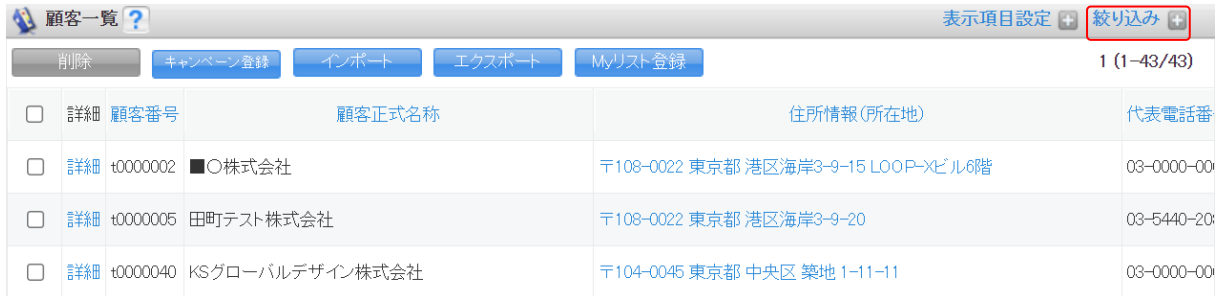 顧客一覧 ? 表示項目設定 絞り込み
削除 キャンペーン登録 インポート エクスポート Myリスト登録 1 (1-43/43)
詳細 顧客番号 顧客正式名称 住所情報(所在地) 代表電話番
詳細 t0000002 ■〇株式会社 〒108-0022 東京都 港区海岸3-9-15 LOOP-Xビル6階 03-0000-00
詳細 t0000005 田町テスト株式会社 〒108-0022 東京都 港区海岸3-9-20 03-5440-20
詳細 t0000040 KSグローバルデザイン株式会社 〒104-0045 東京都 中央区 築地 1-11-11 03-0000-00